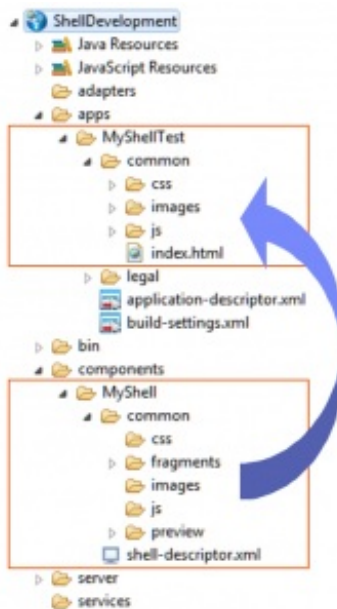 ShellDevelopment
Java Resources
JavaScript Resources
adapters
apps
MyShellTest
common
css
images
js
index.html
legal
application-descriptor.xml
build-settings.xml
bin
components
MyShell
common
css
fragments
images
js
preview
shell-descriptor.xml
server
services